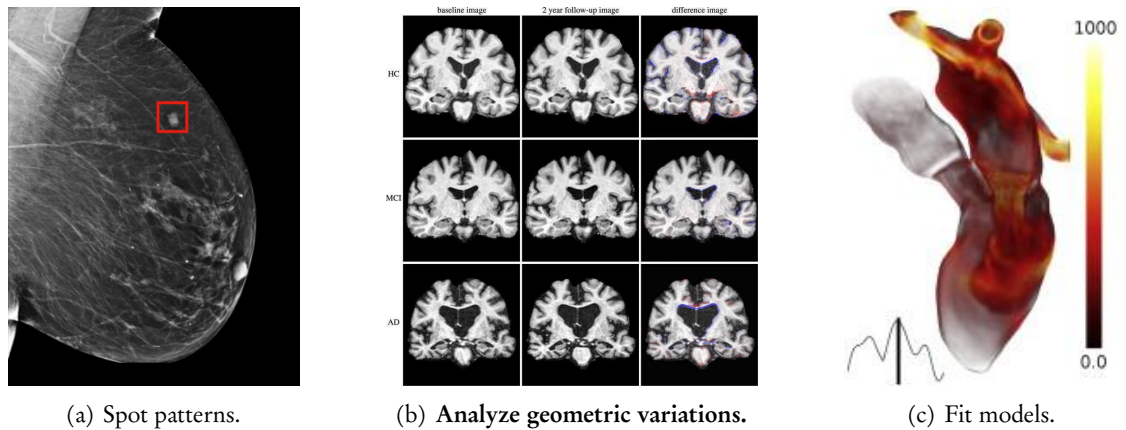 baseline image 2 year follow-up image difference image
HC
MCI
AD
1000
0.0
(a) Spot patterns. (b) Analyze geometric variations. (c) Fit models.